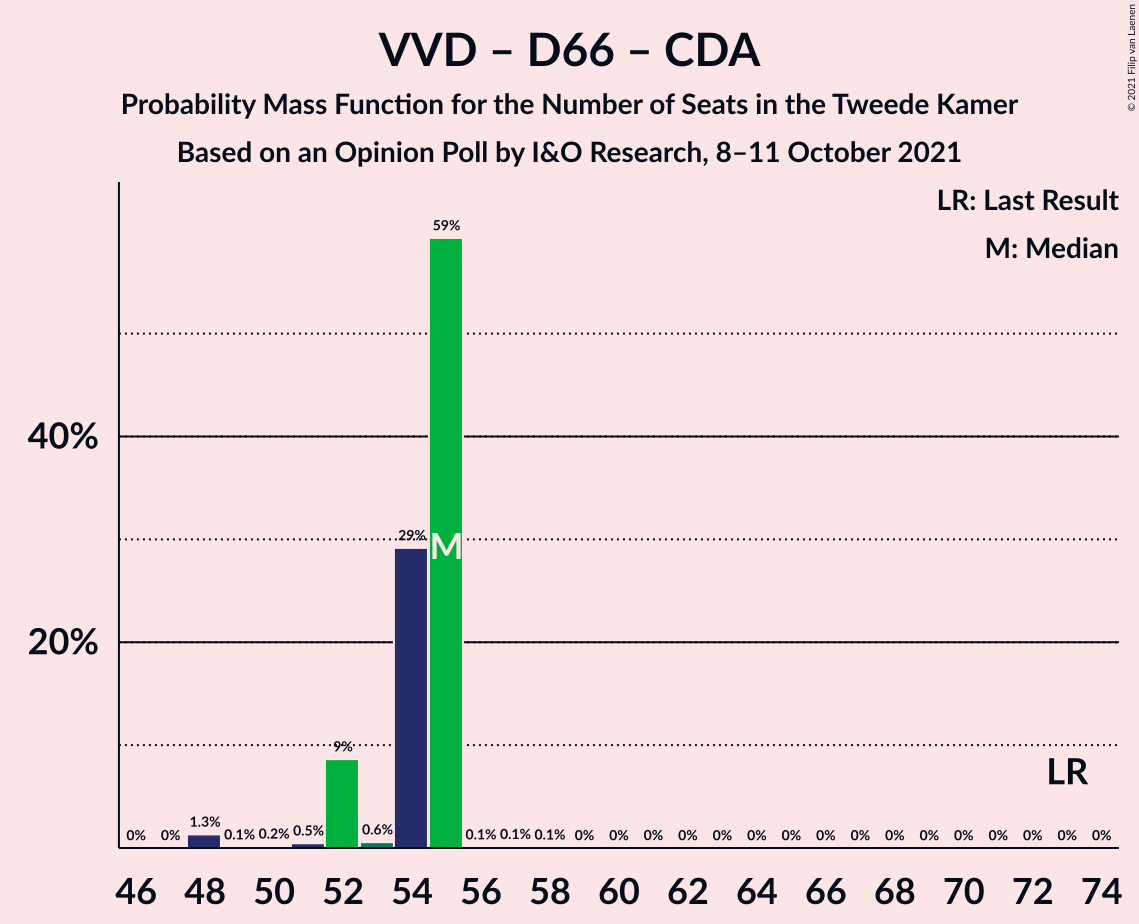 VVD – D66 – CDA
Probability Mass Function for the Number of Seats in the Tweede Kamer
Based on an Opinion Poll by I&O Research, 8–11 October 2021
© 2021 Filip van Laenen
LR: Last Result
M: Median
59%
40%
29%
M
20%
9%
LR
0% 0% 1.3% 0.1% 0.2% 0.5% 0.6% 0.1% 0.1% 0.1% 0% 0% 0% 0% 0% 0% 0% 0% 0% 0% 0% 0% 0% 0% 0% 0%
46 48 50 52 54 56 58 60 62 64 66 68 70 72 74